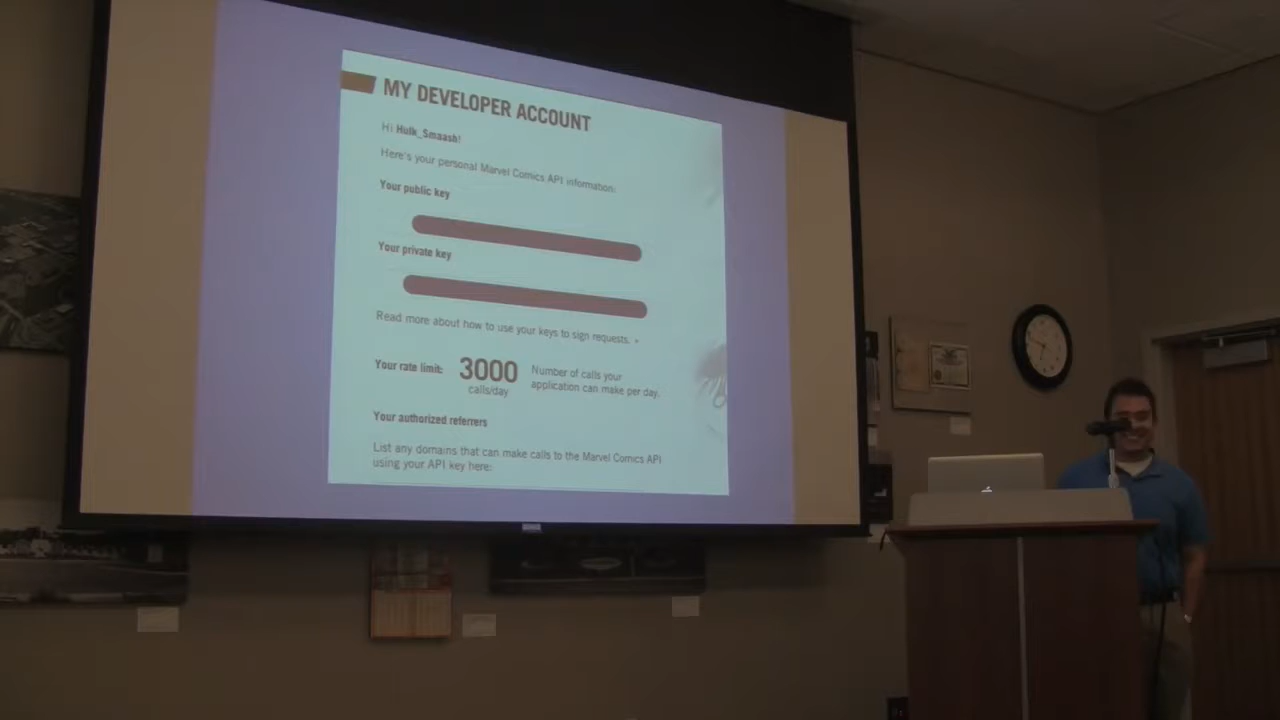 MY DEVELOPER ACCOUNT
Hi Hulk_Smaash!
Here's your personal Marvel Comics API information:
Your public key
Your private key
Read more about how to use your keys to sign requests. >
Your rate limit:
3000
calls/day
Number of calls your
application can make per day.
Your authorized referrers
List any domains that can make calls to the Marvel Comics API
using your API key here: